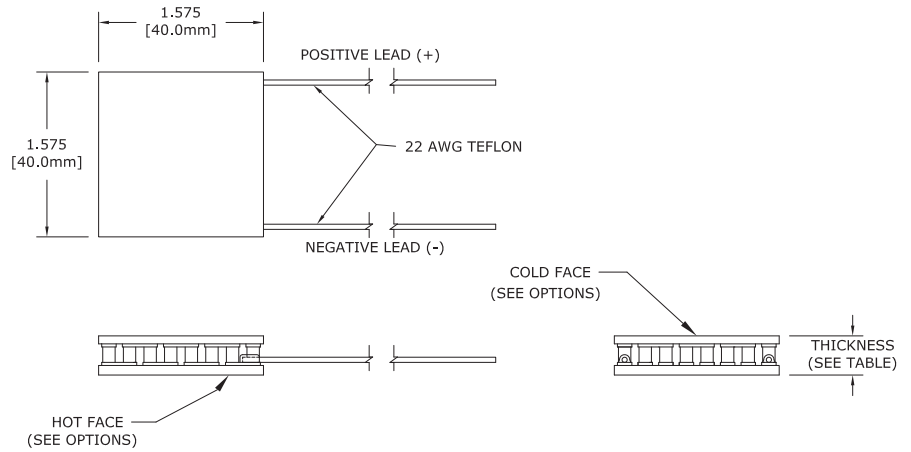 1.575
[40.0mm]
POSITIVE LEAD (+)
1.575
[40.0mm]
22 AWG TEFLON
NEGATIVE LEAD (-)
COLD FACE
(SEE OPTIONS)
THICKNESS
(SEE TABLE)
HOT FACE
(SEE OPTIONS)